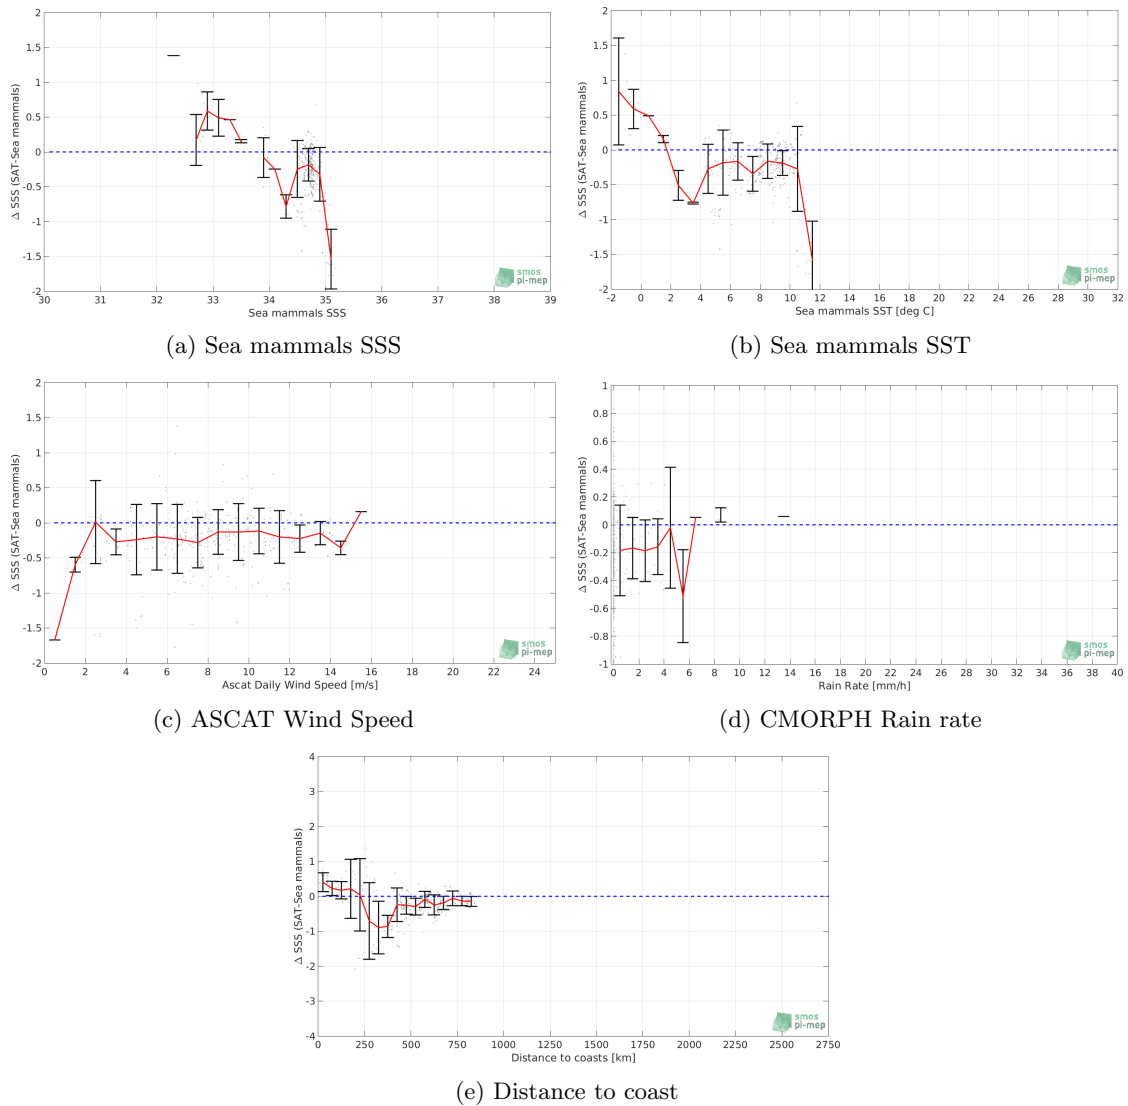 2
1.5
1
0.5
0
-0.5
-1
-1.5
-2
Δ SSS (SAT-Sea mammals)
30 31 32 33 34 35 36 37 38 39
Sea mammals SSS
smos
pi-mep
(a) Sea mammals SSS
2
1.5
1
0.5
0
-0.5
-1
-1.5
-2
Δ SSS (SAT-Sea mammals)
-2 0 2 4 6 8 10 12 14 16 18 20 22 24 26 28 30 32
Sea mammals SST [deg C]
smos
pi-mep
(b) Sea mammals SST
2
1.5
1
0.5
0
-0.5
-1
-1.5
-2
Δ SSS (SAT-Sea mammals)
0 2 4 6 8 10 12 14 16 18 20 22 24
Ascat Daily Wind Speed [m/s]
smos
pi-mep
(c) ASCAT Wind Speed
1
0.8
0.6
0.4
0.2
0
-0.2
-0.4
-0.6
-0.8
-1
Δ SSS (SAT-Sea mammals)
0 2 4 6 8 10 12 14 16 18 20 22 24 26 28 30 32 34 36 38 40
Rain Rate [mm/h]
smos
pi-mep
(d) CMORPH Rain rate
4
3
2
1
0
-1
-2
-3
-4
Δ SSS (SAT-Sea mammals)
0 250 500 750 1000 1250 1500 1750 2000 2250 2500 2750
Distance to coasts [km]
smos
pi-mep
(e) Distance to coast